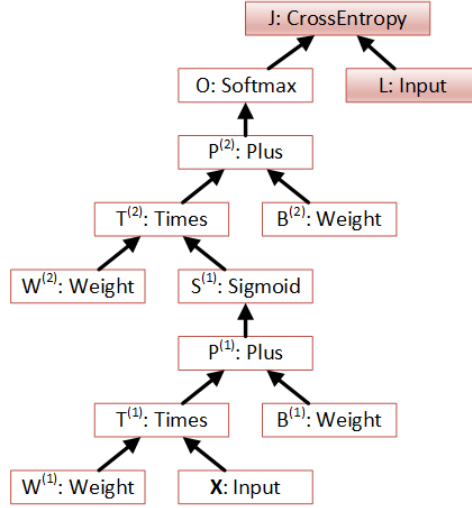 J: CrossEntropy
O: Softmax
L: Input
P(2): Plus
T(2): Times
B(2): Weight
W(2): Weight
S(1): Sigmoid
P(1): Plus
T(1): Times
B(1): Weight
W(1): Weight
X: Input